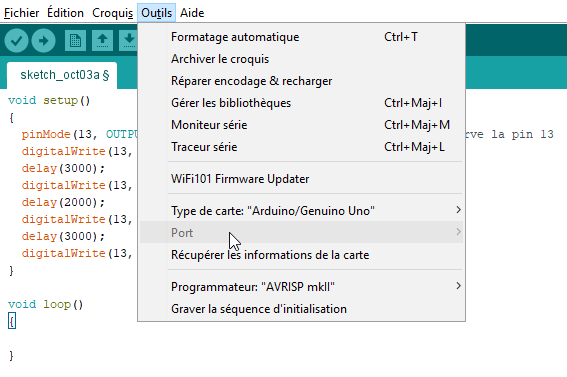 Fichier Édition Croquis Outils Aide
Formatage automatique Ctrl+T
Archiver le croquis
sketch_oct03a §
Réparer encodage & recharger
void setup() Gérer les bibliothèques Ctrl+Maj+I
{ Moniteur série Ctrl+Maj+M
pinMode(13, OUTPU rve la pin 13
digitalWrite(13, Traceur série Ctrl+Maj+L
delay(3000);
digitalWrite(13, WiFi101 Firmware Updater
delay(2000);
digitalWrite(13, Type de carte: "Arduino/Genuino Uno"
delay(3000); Port
digitalWrite(13, Récupérer les informations de la carte
}
Programmateur: "AVRISP mkII"
void loop() Graver la séquence d'initialisation
{
}